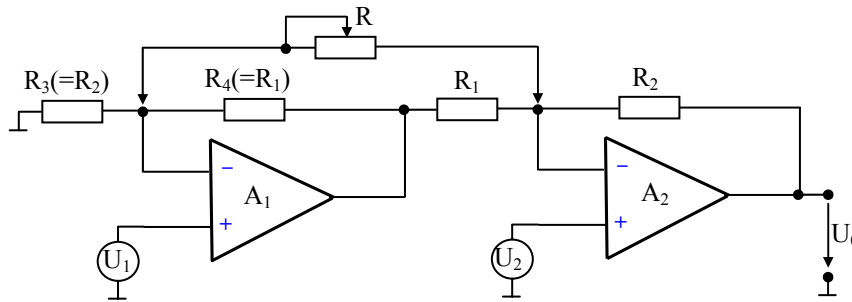 R
R₃(=R₂)
R₄(=R₁)
R₁
R₂
−
A₁
+
U₁
−
A₂
+
U₂